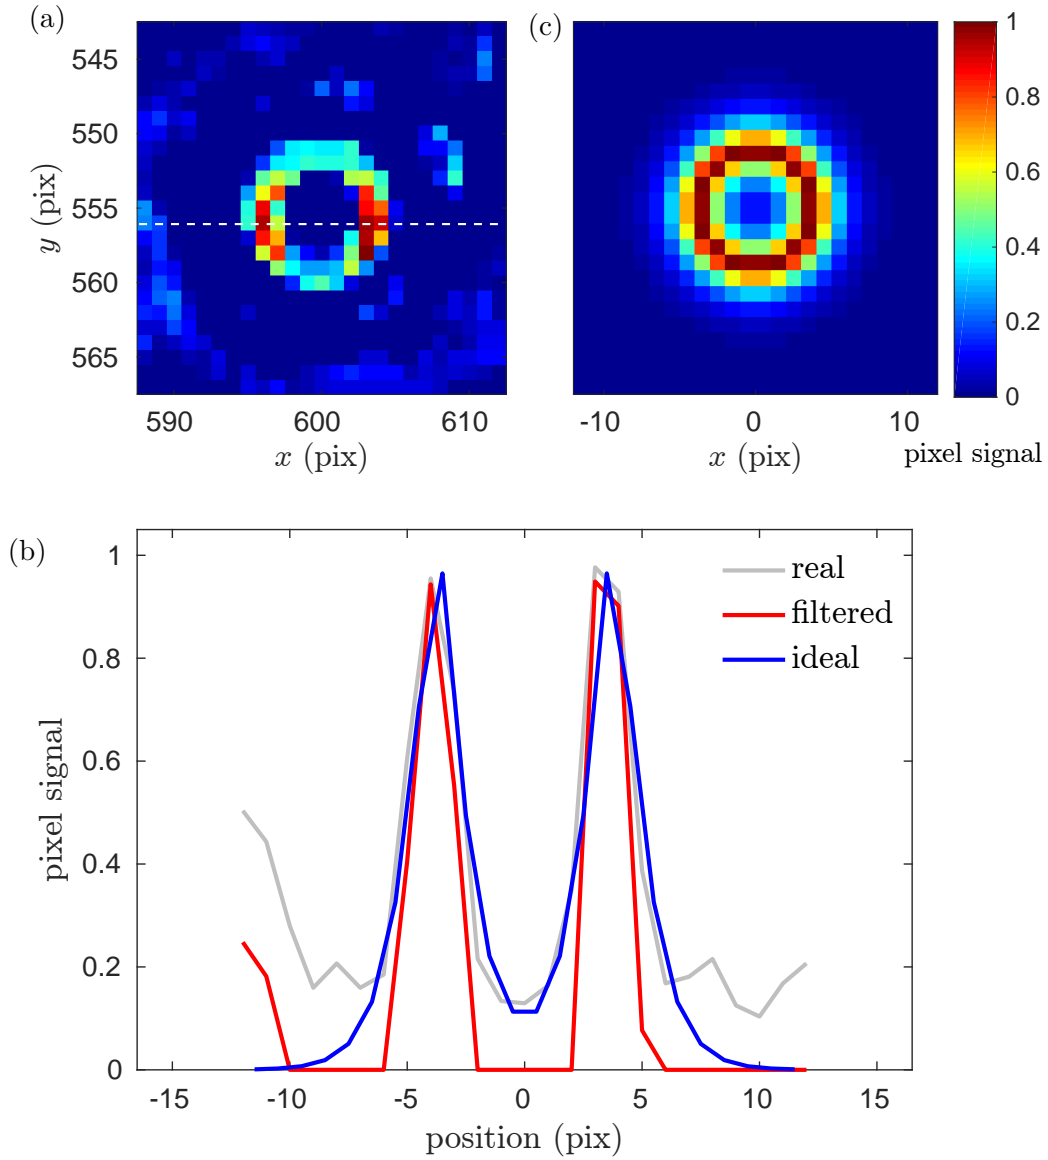 (a)
545
550
555
560
565
y (pix)
590 600 610
x (pix)
(c)
-10 0 10
x (pix)
1
0.8
0.6
0.4
0.2
0
pixel signal
(b)
1
0.8
0.6
0.4
0.2
0
pixel signal
real
filtered
ideal
-15 -10 -5 0 5 10 15
position (pix)